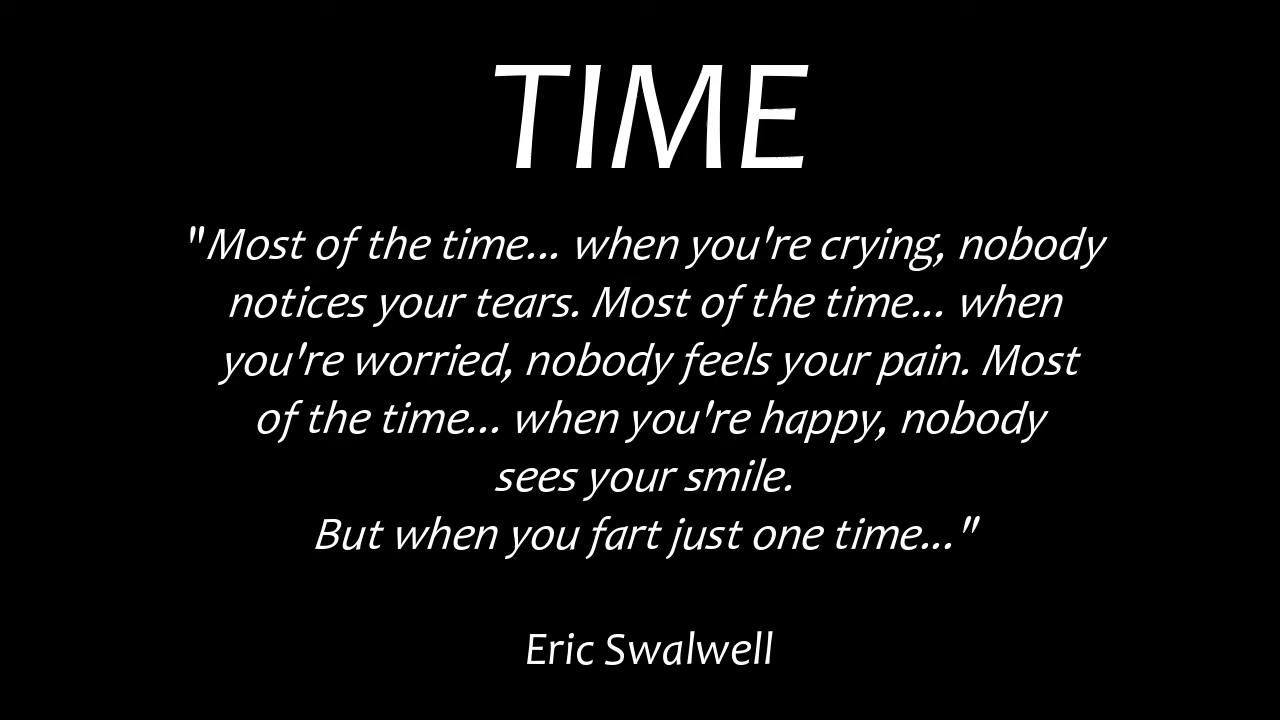 TIME
"Most of the time... when you're crying, nobody
notices your tears. Most of the time... when
you're worried, nobody feels your pain. Most
of the time... when you're happy, nobody
sees your smile.
But when you fart just one time..."
Eric Swalwell